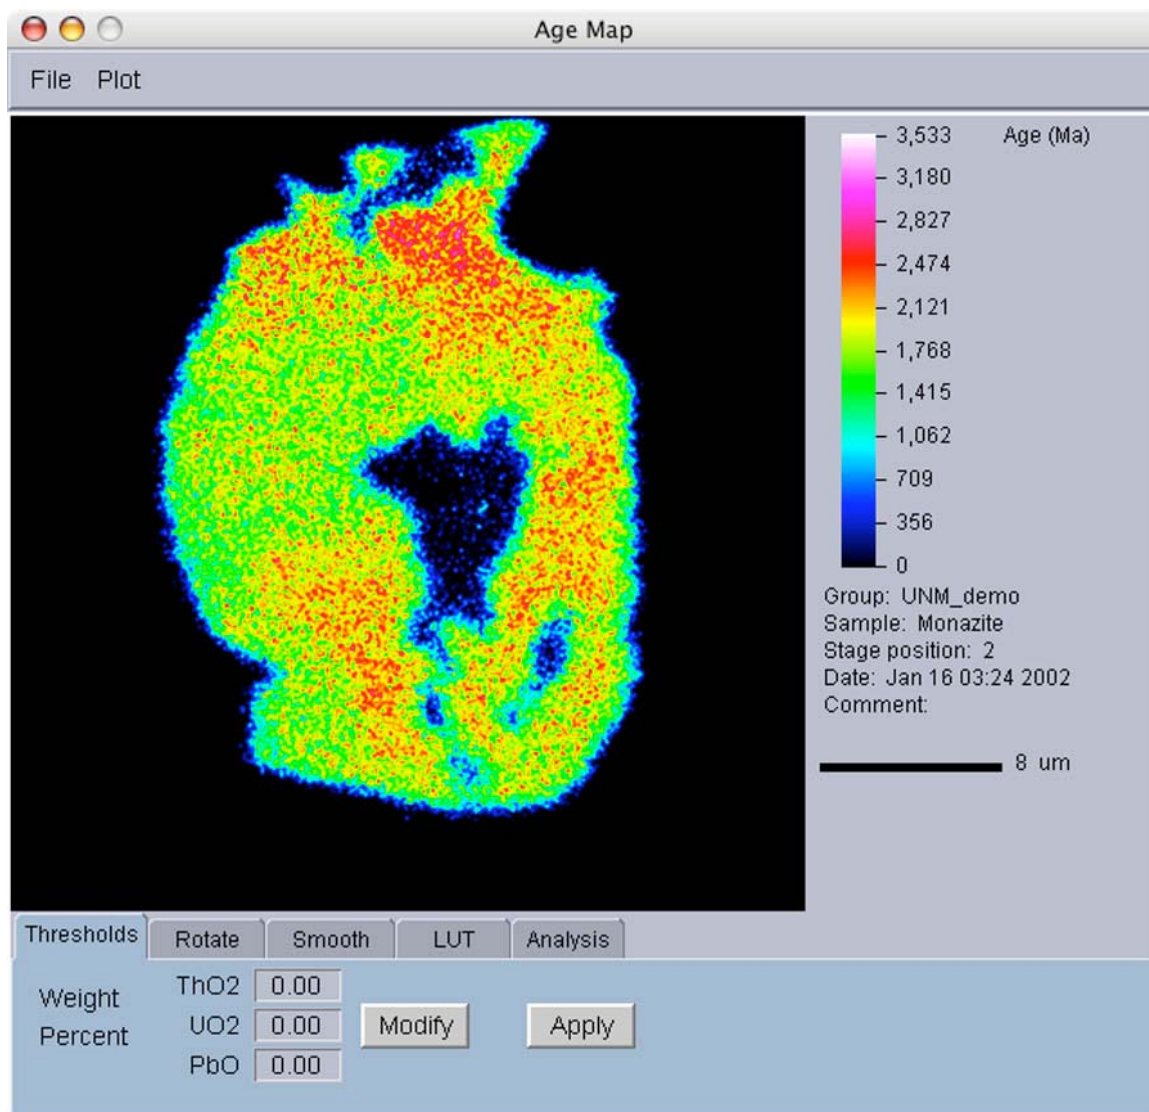 Age Map
File Plot
3,533 Age (Ma)
3,180
2,827
2,474
2,121
1,768
1,415
1,062
709
356
0
Group: UNM_demo
Sample: Monazite
Stage position: 2
Date: Jan 16 03:24 2002
Comment:
8 um
Thresholds Rotate Smooth LUT Analysis
Weight Percent
ThO2 0.00
UO2 0.00
PbO 0.00
Modify Apply